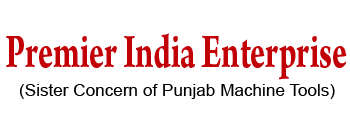 Premier India Enterprise
(Sister Concern of Punjab Machine Tools)